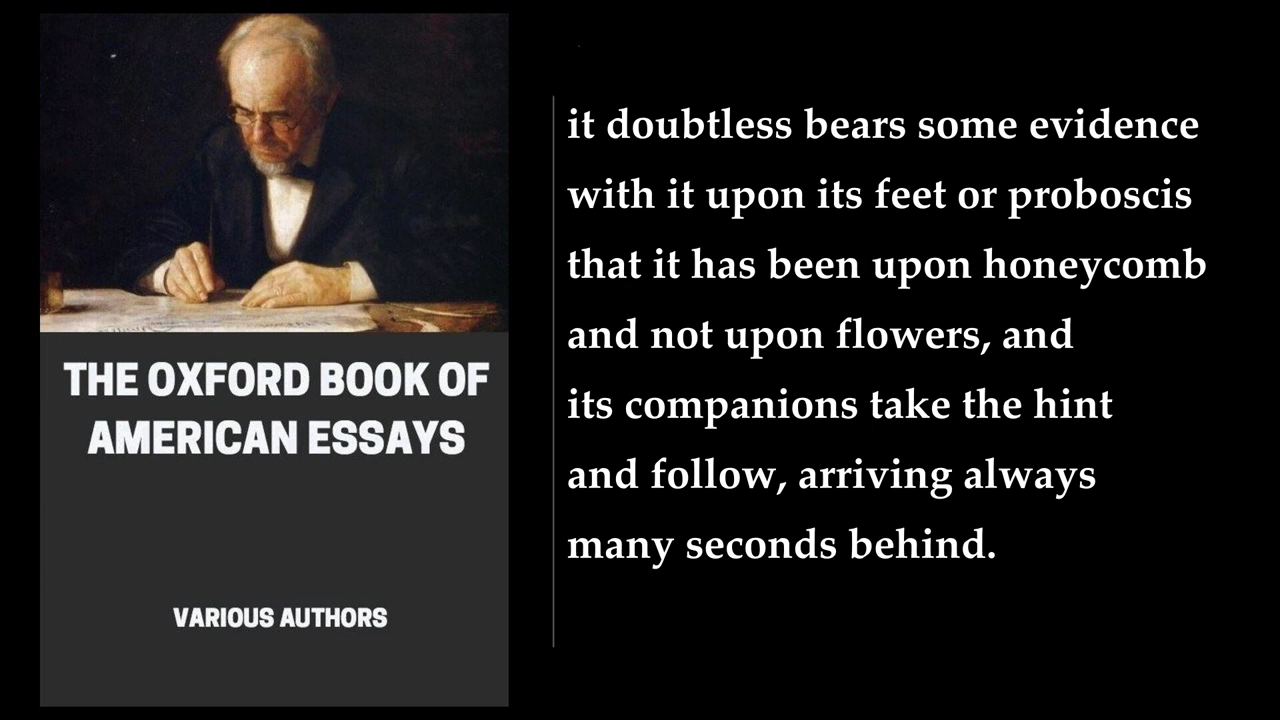 THE OXFORD BOOK OF
AMERICAN ESSAYS
VARIOUS AUTHORS
it doubtless bears some evidence
with it upon its feet or proboscis
that it has been upon honeycomb
and not upon flowers, and
its companions take the hint
and follow, arriving always
many seconds behind.